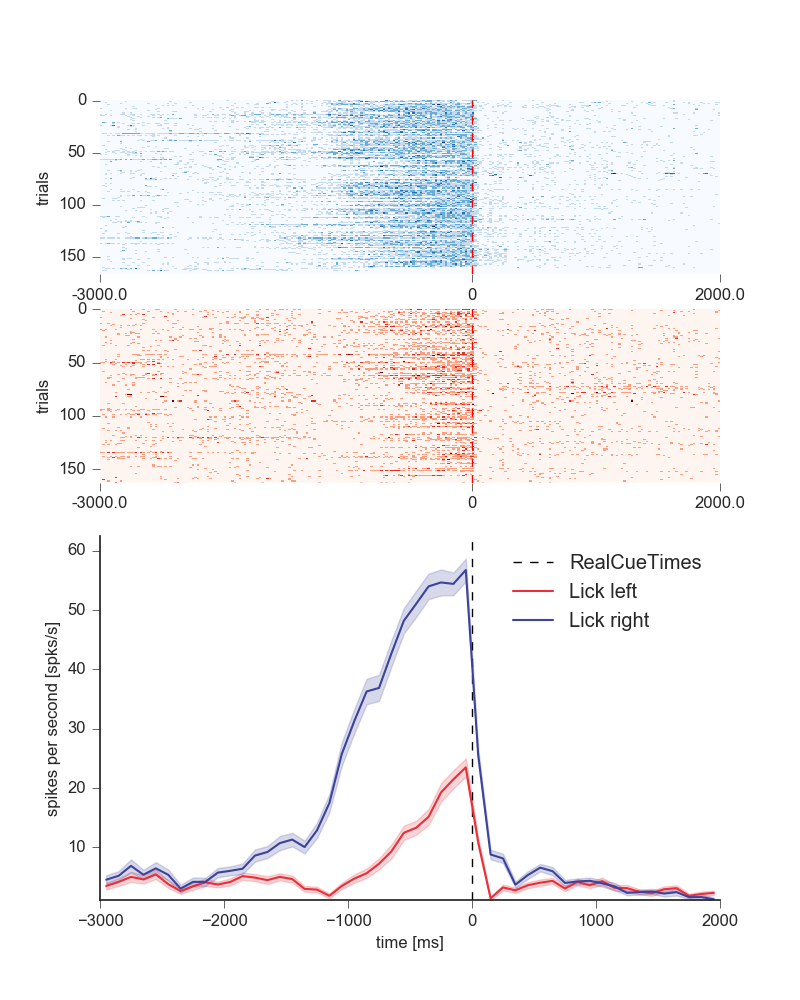 0
50
100
150
trials
-3000.0 0 2000.0
0
50
100
150
trials
-3000.0 0 2000.0
60
50
40
30
20
10
spikes per second [spks/s]
RealCueTimes
Lick left
Lick right
−3000 −2000 −1000 0 1000 2000
time [ms]